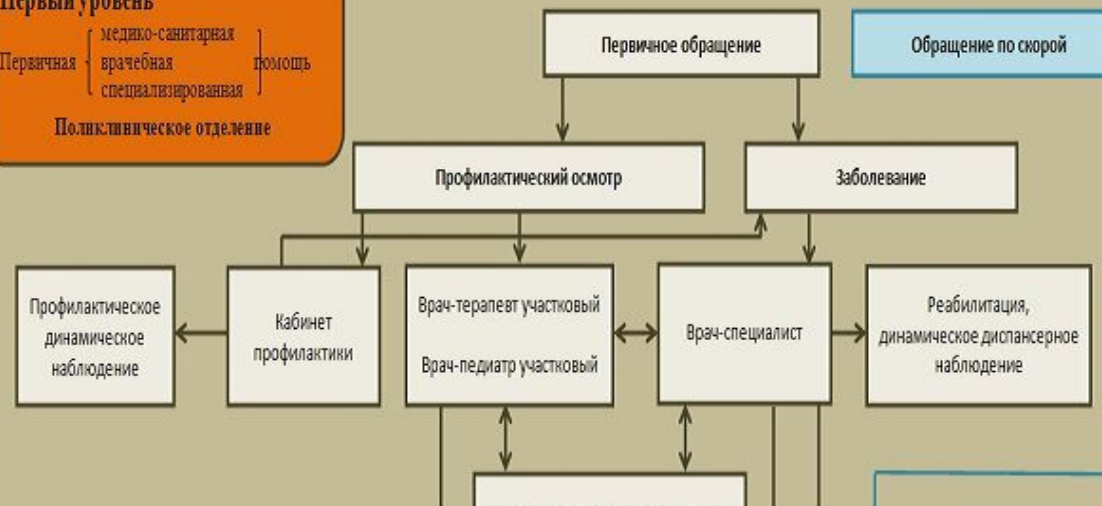 Первый уровень
медико-санитарная
Первичная врачебная помощь
специализированная
Поликлиническое отделение
Первичное обращение
Обращение по скорой
Профилактический осмотр
Заболевание
Профилактическое
динамическое
наблюдение
Кабинет
профилактики
Врач-терапевт участковый
Врач-педиатр участковый
Врач-специалист
Реабилитация,
динамическое диспансерное
наблюдение